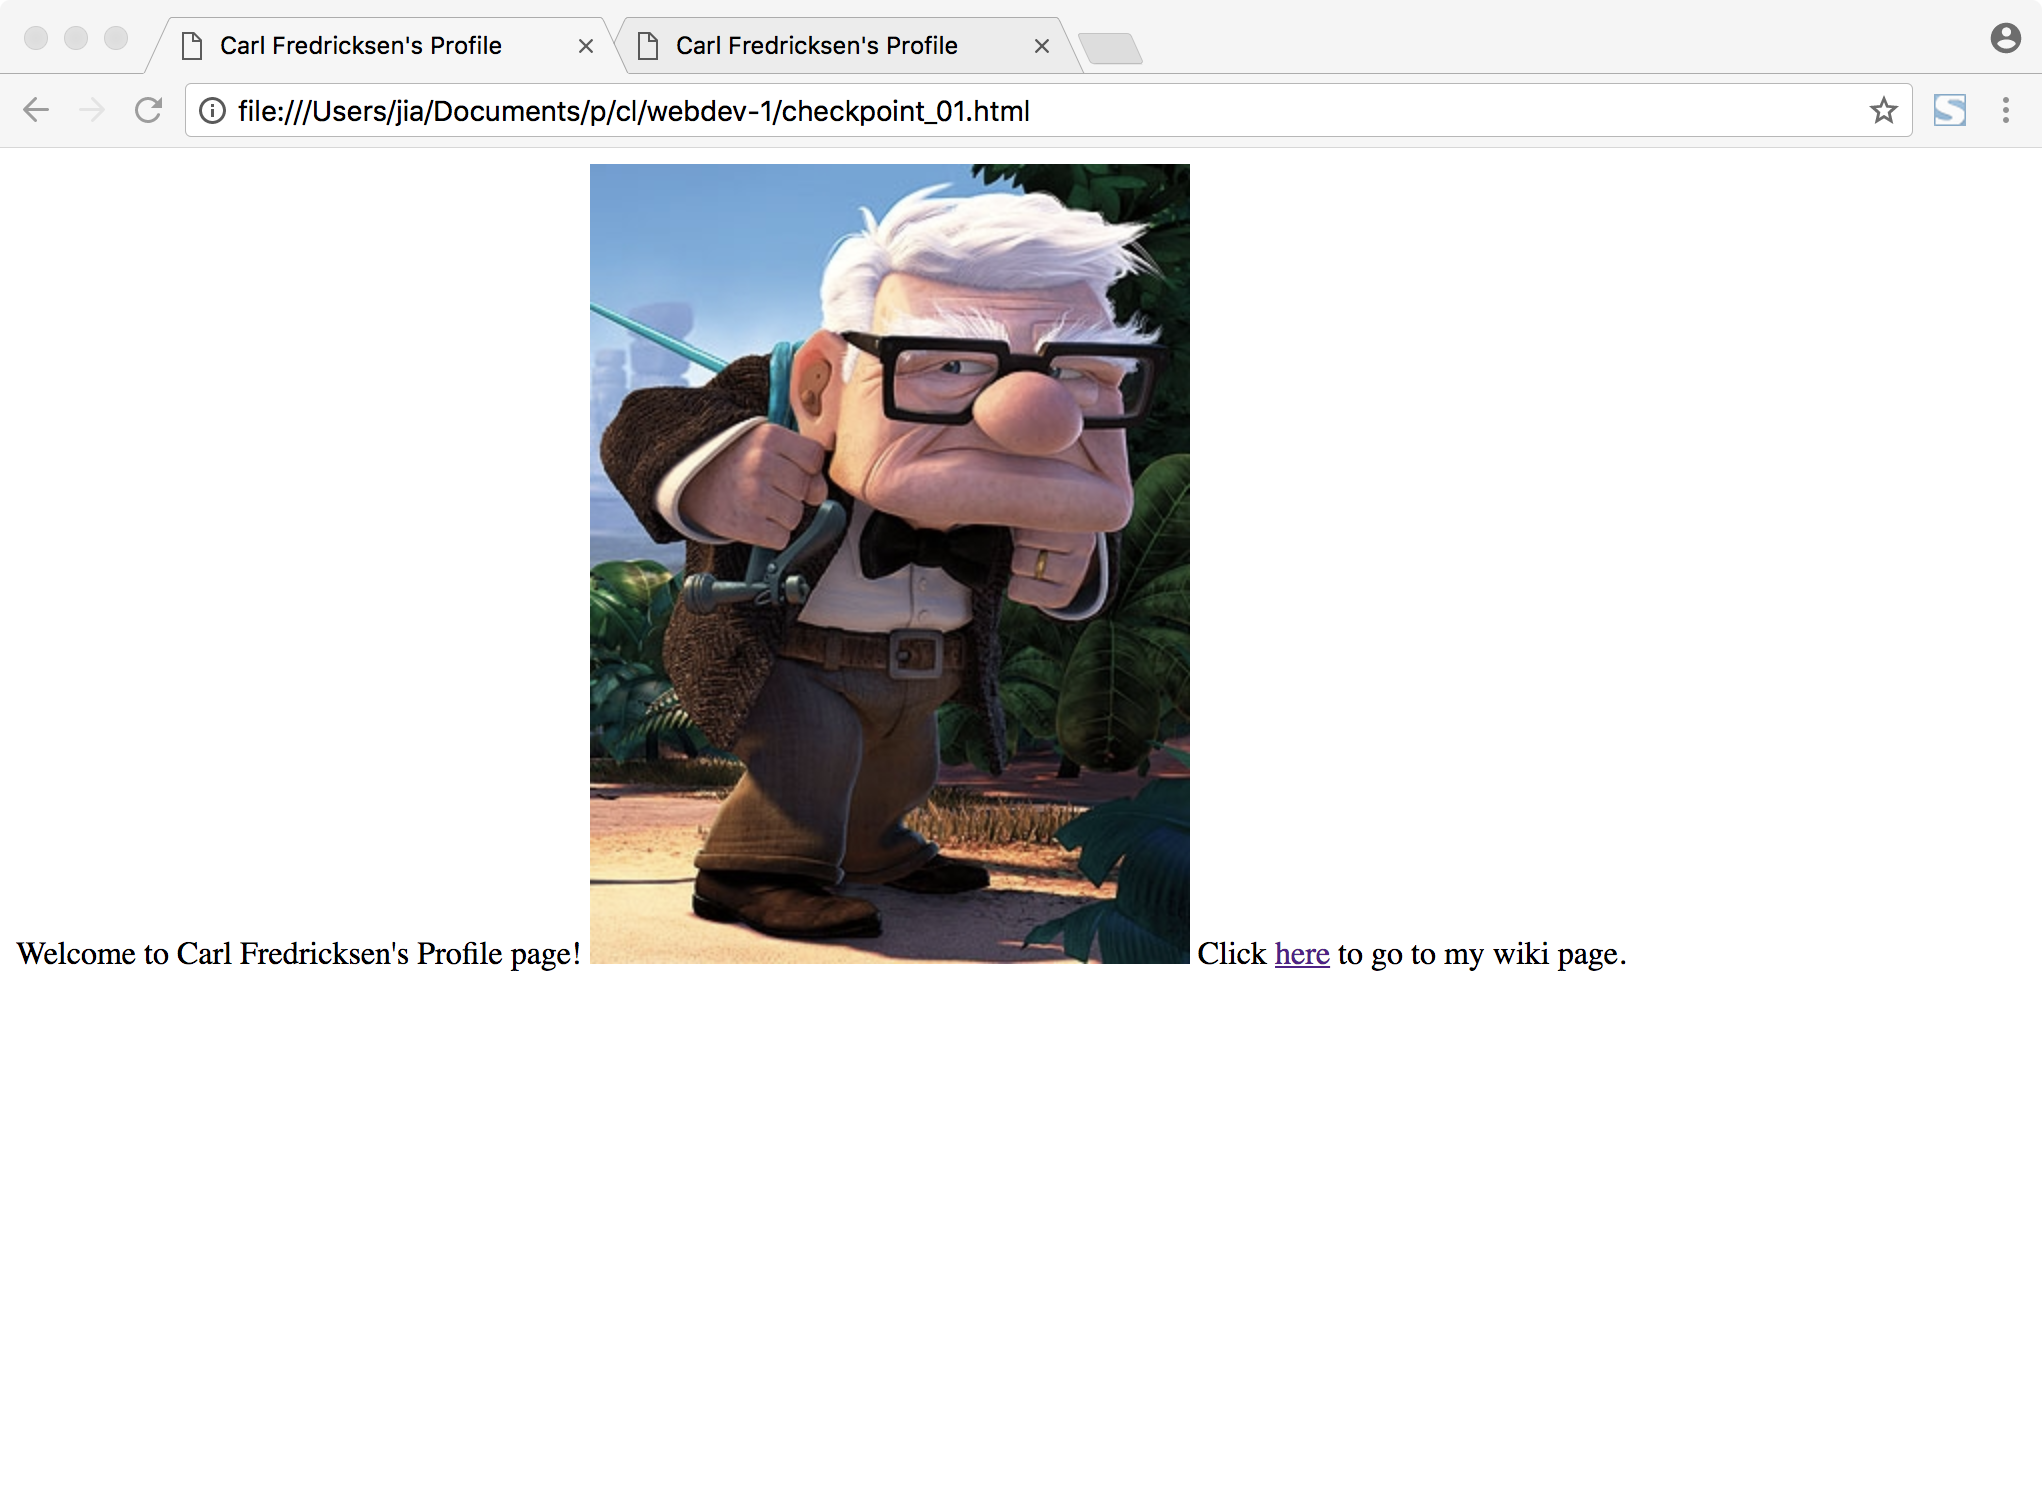 Carl Fredricksen's Profile
Carl Fredricksen's Profile
file:///Users/jia/Documents/p/cl/webdev-1/checkpoint_01.html
Welcome to Carl Fredricksen's Profile page! Click here to go to my wiki page.